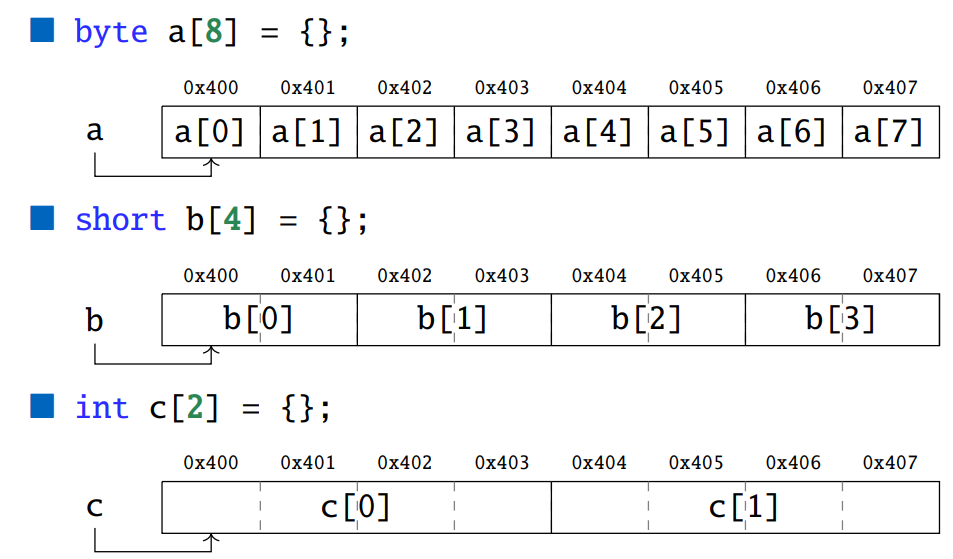 byte a[8] = {};
0x400 0x401 0x402 0x403 0x404 0x405 0x406 0x407
a a[0] a[1] a[2] a[3] a[4] a[5] a[6] a[7]
short b[4] = {};
0x400 0x401 0x402 0x403 0x404 0x405 0x406 0x407
b b[0] b[1] b[2] b[3]
int c[2] = {};
0x400 0x401 0x402 0x403 0x404 0x405 0x406 0x407
c c[0] c[1]